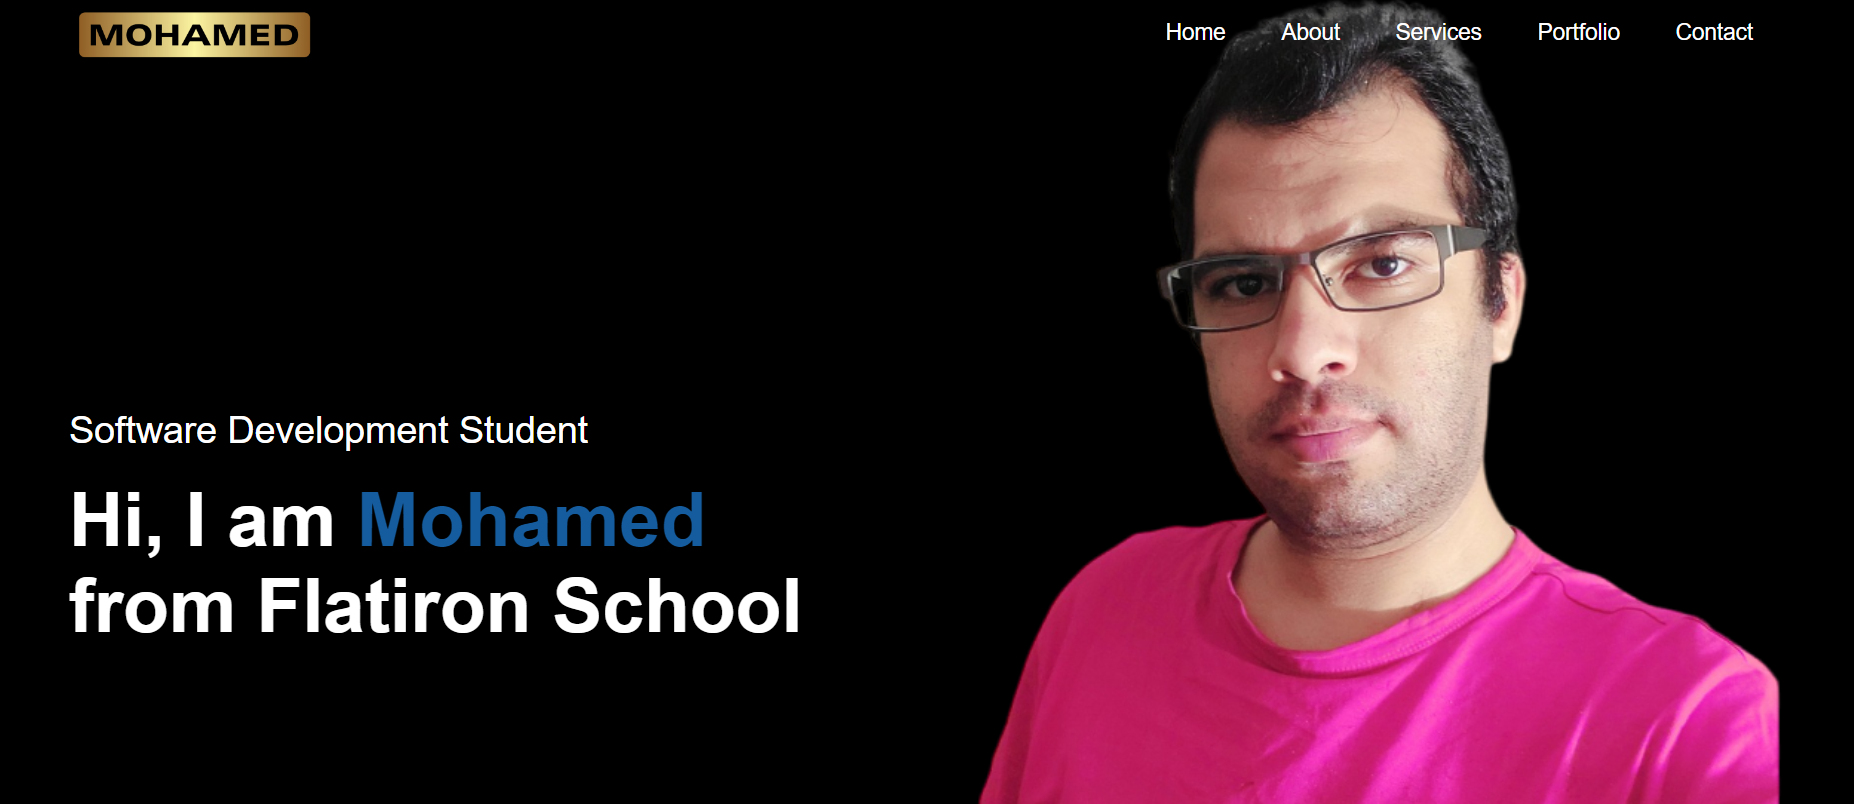 MOHAMED
Home About Services Portfolio Contact
Software Development Student
Hi, I am Mohamed
from Flatiron School